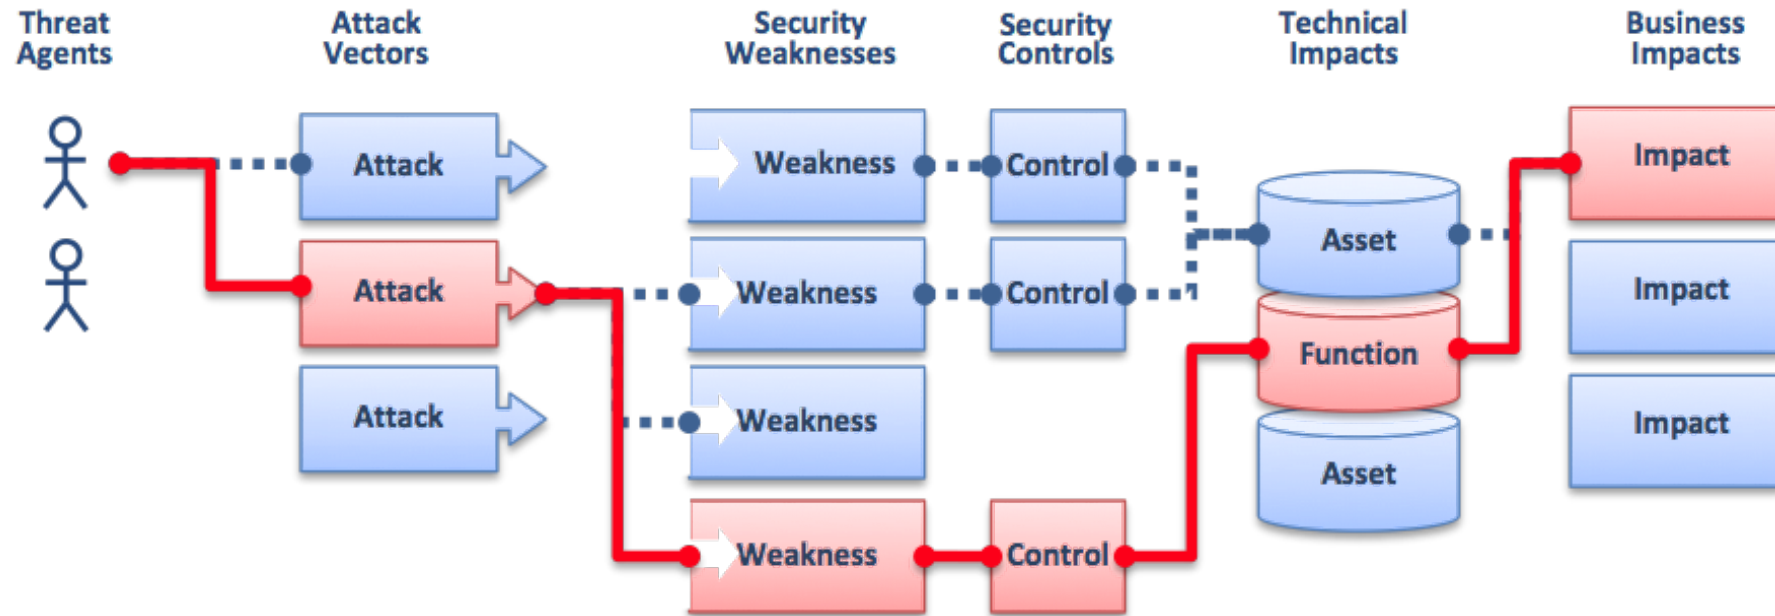 Threat
Agents
Attack
Vectors
Security
Weaknesses
Security
Controls
Technical
Impacts
Business
Impacts
Attack
Weakness
Control
Impact
Asset
Attack
Weakness
Control
Impact
Function
Attack
Weakness
Impact
Asset
Weakness
Control